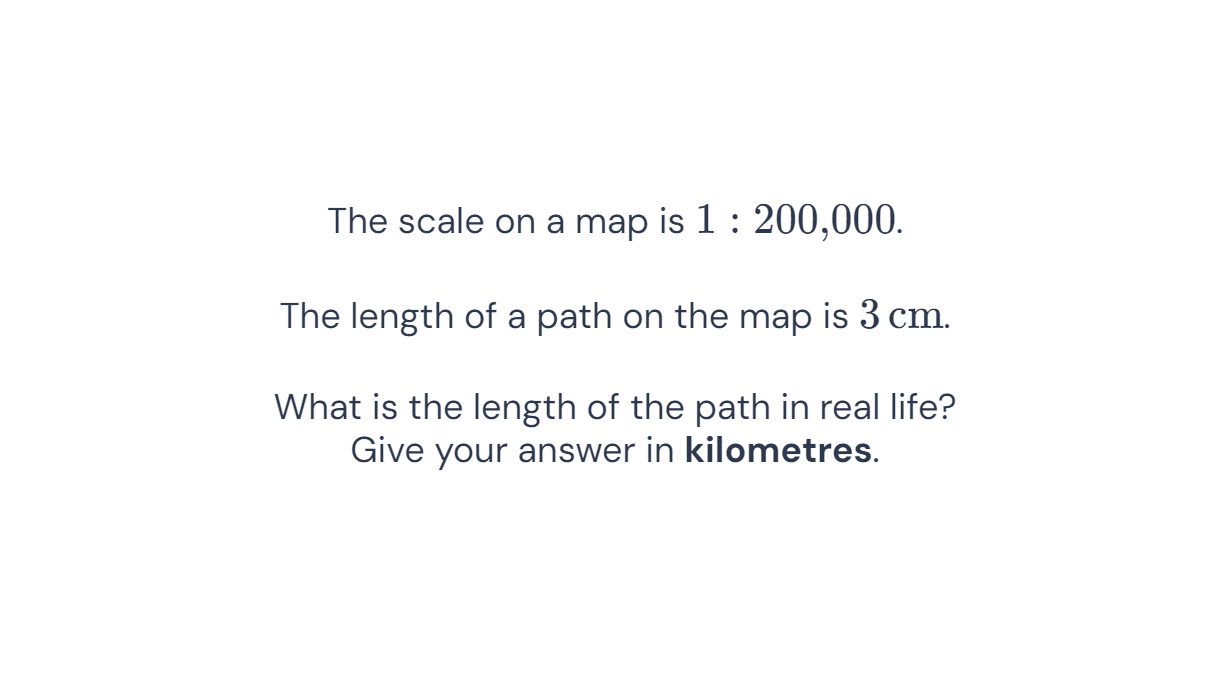 The scale on a map is 1 : 200,000.
The length of a path on the map is 3 cm.
What is the length of the path in real life?
Give your answer in kilometres.